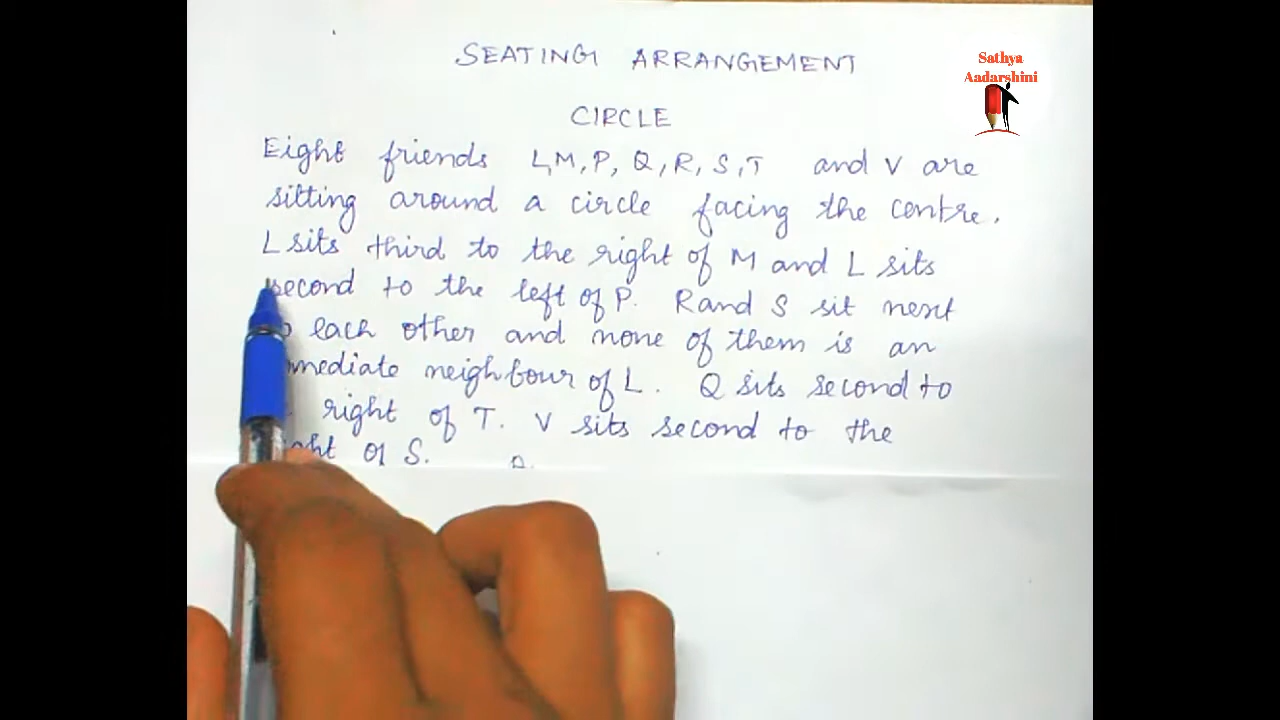 SEATING ARRANGEMENT
Sathya
Aadarshini
CIRCLE
Eight friends L, M, P, Q, R, S, T and V are
sitting around a circle facing the centre.
L sits third to the right of M and L sits
second to the left of P. R and S sit next
each other and none of them is an
neighbour of L. Q sits second to
right of T. V sits second to the
of S.